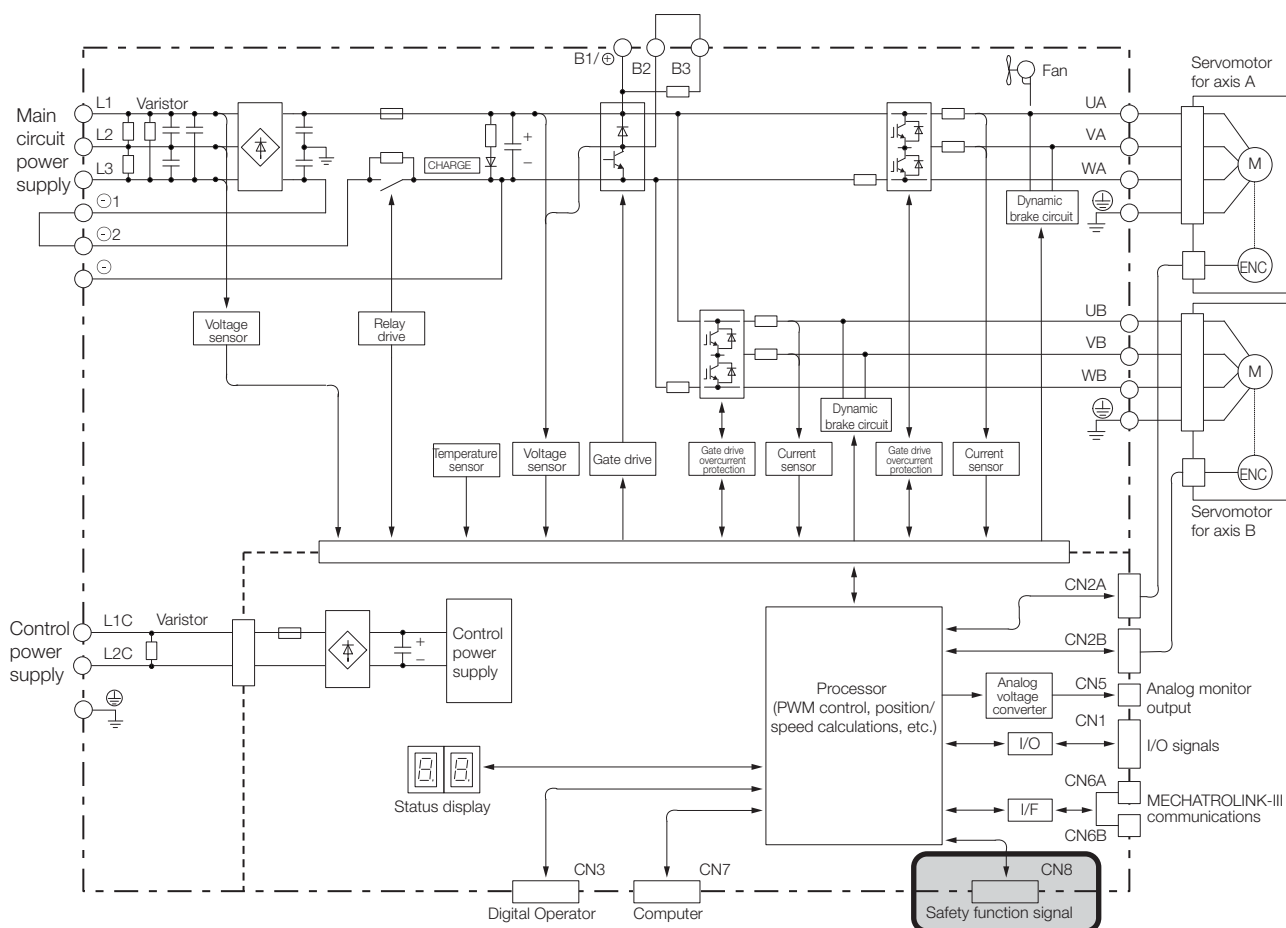 B1/⊕
B2
B3
Fan
Servomotor
for axis A
Main
circuit
power
supply
L1
Varistor
L2
L3
⊖1
⊖2
⊖
CHARGE
+
−
UA
VA
WA
M
ENC
Dynamic
brake circuit
Voltage
sensor
Relay
drive
UB
VB
WB
M
ENC
Dynamic
brake circuit
Temperature
sensor
Voltage
sensor
Gate drive
Gate drive
overcurrent
protection
Current
sensor
Gate drive
overcurrent
protection
Current
sensor
Servomotor
for axis B
Control
power
supply
L1C
Varistor
L2C
+
−
Control
power
supply
Processor
(PWM control, position/
speed calculations, etc.)
CN2A
CN2B
Analog
voltage
converter
CN5
Analog monitor
output
CN1
I/O
I/O signals
CN6A
I/F
MECHATROLINK-III
communications
CN6B
8.
8.
Status display
CN3
Digital Operator
CN7
Computer
CN8
Safety function signal